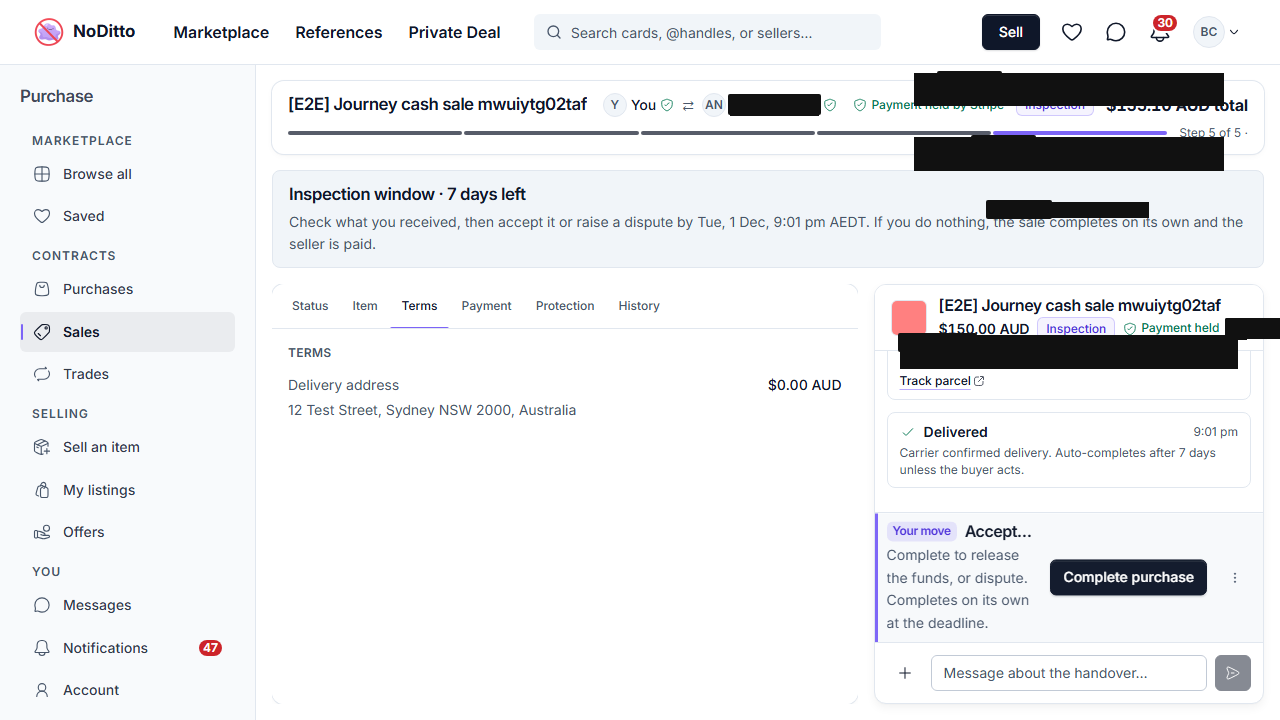 NoDitto
Marketplace
References
Private Deal
Search cards, @handles, or sellers...
Sell
30
BC
Purchase
MARKETPLACE
Browse all
Saved
CONTRACTS
Purchases
Sales
Trades
SELLING
Sell an item
My listings
Offers
YOU
Messages
Notifications
47
Account
[E2E] Journey cash sale mwuiytg02taf
Y You
AN
Payment held by Stripe
Inspection
total
Step 5 of 5 ·
Inspection window · 7 days left
Check what you received, then accept it or raise a dispute by Tue, 1 Dec, 9:01 pm AEDT. If you do nothing, the sale completes on its own and the
seller is paid.
Status
Item
Terms
Payment
Protection
History
TERMS
Delivery address
$0.00 AUD
12 Test Street, Sydney NSW 2000, Australia
[E2E] Journey cash sale mwuiytg02taf
$150.00 AUD
Inspection
Payment held
Track parcel
Delivered
9:01 pm
Carrier confirmed delivery. Auto-completes after 7 days
unless the buyer acts.
Your move
Accept...
Complete to release
the funds, or dispute.
Completes on its own
at the deadline.
Complete purchase
Message about the handover...